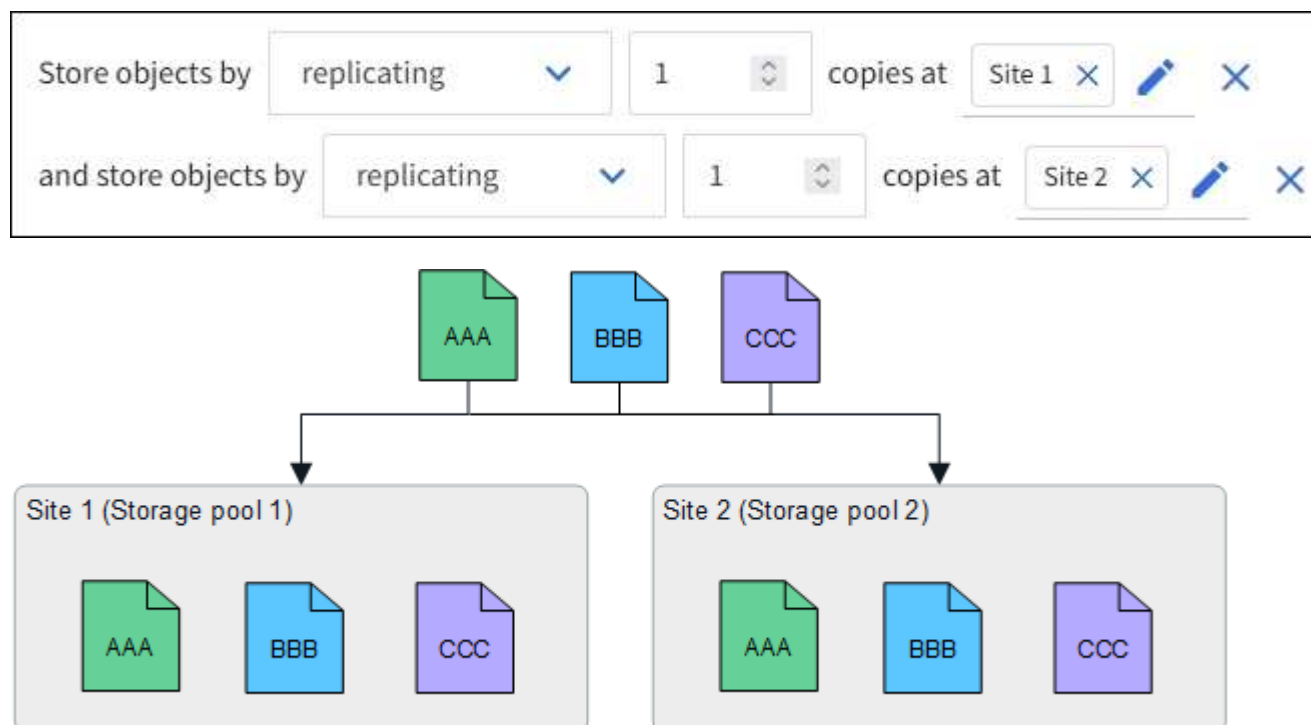 Store objects by replicating 1 copies at Site 1
and store objects by replicating 1 copies at Site 2
AAA BBB CCC
Site 1 (Storage pool 1) Site 2 (Storage pool 2)
AAA BBB CCC AAA BBB CCC